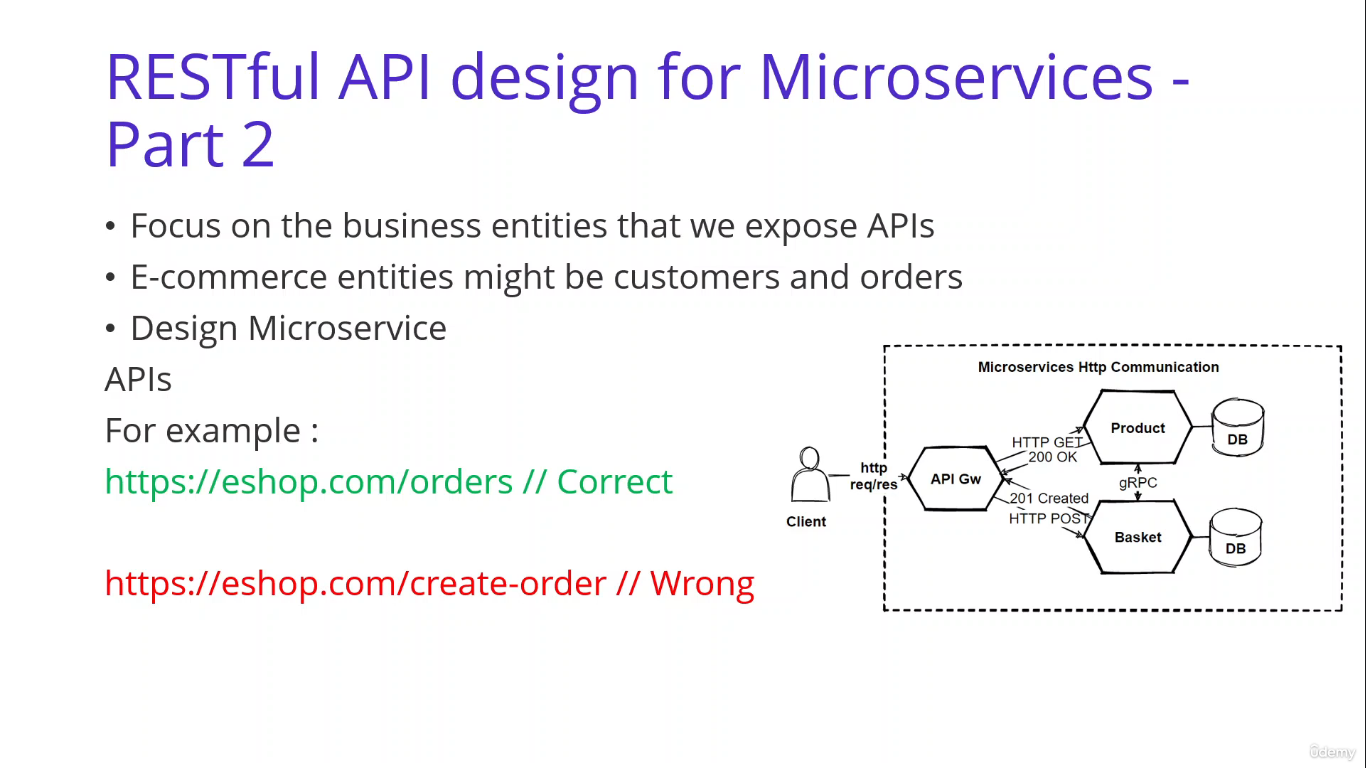 RESTful API design for Microservices -
Part 2
• Focus on the business entities that we expose APIs
• E-commerce entities might be customers and orders
• Design Microservice
APIs
For example :
https://eshop.com/orders // Correct
https://eshop.com/create-order // Wrong
Microservices Http Communication
Product
DB
HTTP GET
200 OK
http
req/res
API Gw
gRPC
201 Created
HTTP POST
Client
Basket
DB
ûdemy